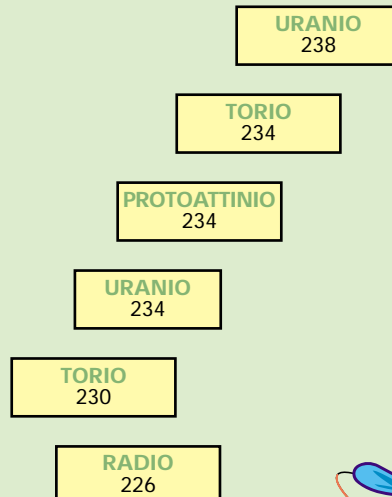 URANIO
238
TORIO
234
PROTOATTINIO
234
URANIO
234
TORIO
230
RADIO
226